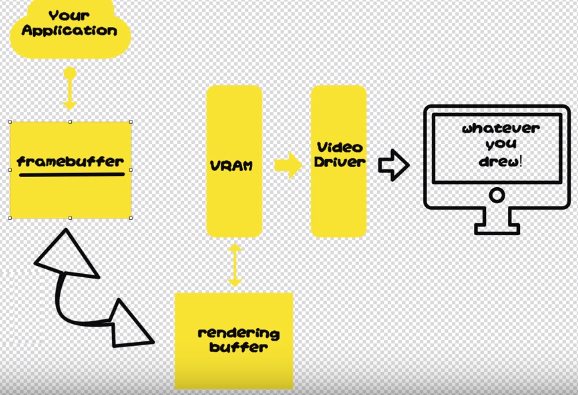 Your
Application
framebuffer
VRAM
Video
Driver
whatever
you
drew!
rendering
buffer